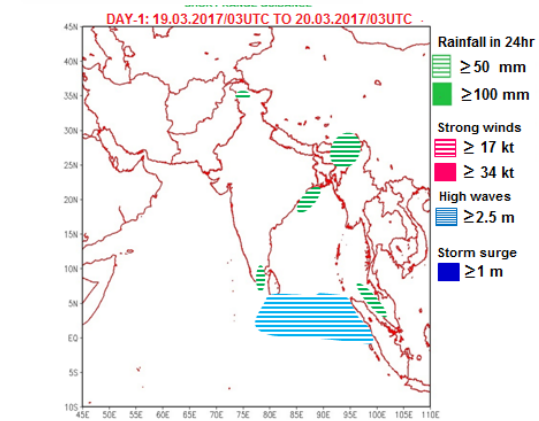 DAY-1: 19.03.2017/03UTC TO 20.03.2017/03UTC
45N
40N
35N
30N
25N
20N
15N
10N
5N
EQ
5S
10S
45E 50E 55E 60E 65E 70E 75E 80E 85E 90E 95E 100E 105E 110E
Rainfall in 24hr
≥50 mm
≥100 mm
Strong winds
≥ 17 kt
≥ 34 kt
High waves
≥2.5 m
Storm surge
≥1 m